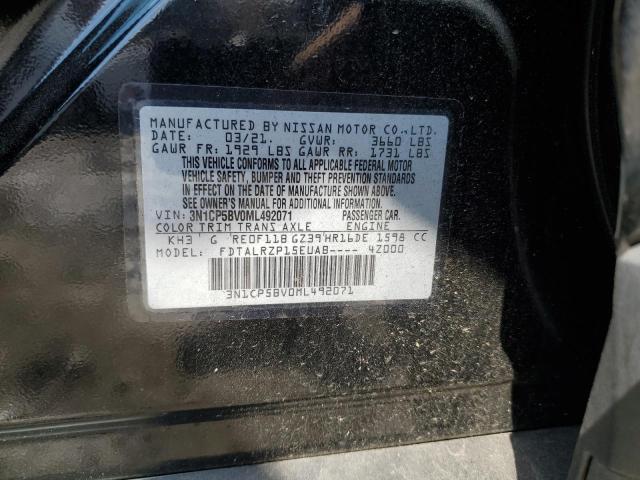 MANUFACTURED BY NISSAN MOTOR CO.,LTD.
DATE: 03/21. GVWR: 3660 LBS
GAWR FR: 1929 LBS GAWR RR: 1731 LBS
THIS VEHICLE CONFORMS TO ALL APPLICABLE FEDERAL MOTOR
VEHICLE SAFETY, BUMPER AND THEFT PREVENTION STANDARDS
IN EFFECT ON THE DATE OF MANUFACTURE SHOWN ABOVE.
SEE OWNER'S MANUAL FOR ADDITIONAL INFORMATION.
VIN: 3N1CP5BV0ML492071 PASSENGER CAR.
COLOR TRIM TRANS AXLE ENGINE
KH3 G RE0F11B GZ39 HR16DE 1598 CC
MODEL: FDTALRZP15EUAB---- 4Z000
3N1CP5BV0ML492071